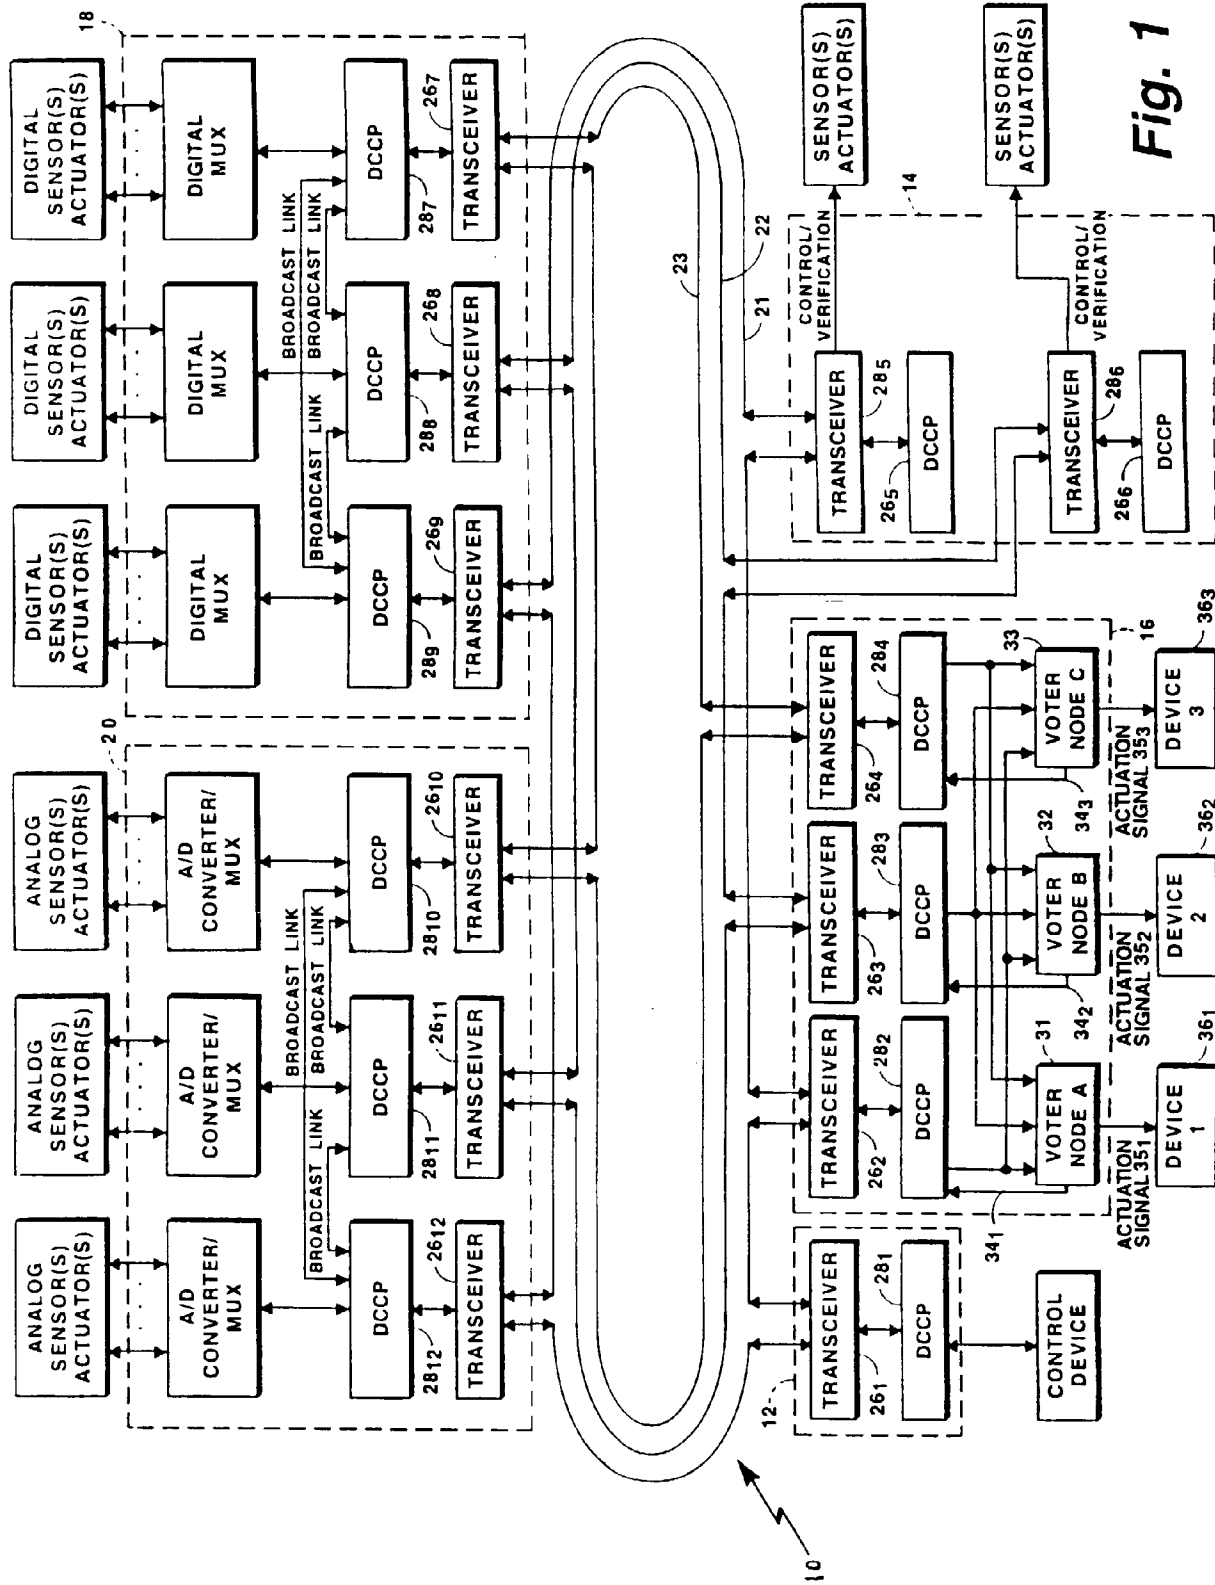 20
ANALOG
SENSOR(S)
ACTUATOR(S)
ANALOG
SENSOR(S)
ACTUATOR(S)
ANALOG
SENSOR(S)
ACTUATOR(S)
A/D
CONVERTER/
MUX
A/D
CONVERTER/
MUX
A/D
CONVERTER/
MUX
BROADCAST LINK
BROADCAST LINK
BROADCAST LINK
DCCP
DCCP
DCCP
2812
2811
2810
TRANSCEIVER
TRANSCEIVER
TRANSCEIVER
2612
2611
2610
18
DIGITAL
SENSOR(S)
ACTUATOR(S)
DIGITAL
SENSOR(S)
ACTUATOR(S)
DIGITAL
SENSOR(S)
ACTUATOR(S)
DIGITAL
MUX
DIGITAL
MUX
DIGITAL
MUX
BROADCAST LINK
BROADCAST LINK
BROADCAST LINK
DCCP
DCCP
DCCP
289
288
287
TRANSCEIVER
TRANSCEIVER
TRANSCEIVER
269
268
267
23
22
21
10
12
TRANSCEIVER
261
DCCP
281
CONTROL
DEVICE
16
TRANSCEIVER
TRANSCEIVER
TRANSCEIVER
262
263
264
DCCP
DCCP
DCCP
282
283
284
VOTER
NODE A
31
VOTER
NODE B
32
VOTER
NODE C
33
341
342
343
ACTUATION
SIGNAL 351
ACTUATION
SIGNAL 352
ACTUATION
SIGNAL 353
DEVICE
1
361
DEVICE
2
362
DEVICE
3
363
14
TRANSCEIVER
285
265
DCCP
CONTROL/
VERIFICATION
SENSOR(S)
ACTUATOR(S)
TRANSCEIVER
286
266
DCCP
CONTROL/
VERIFICATION
SENSOR(S)
ACTUATOR(S)
Fig. 1